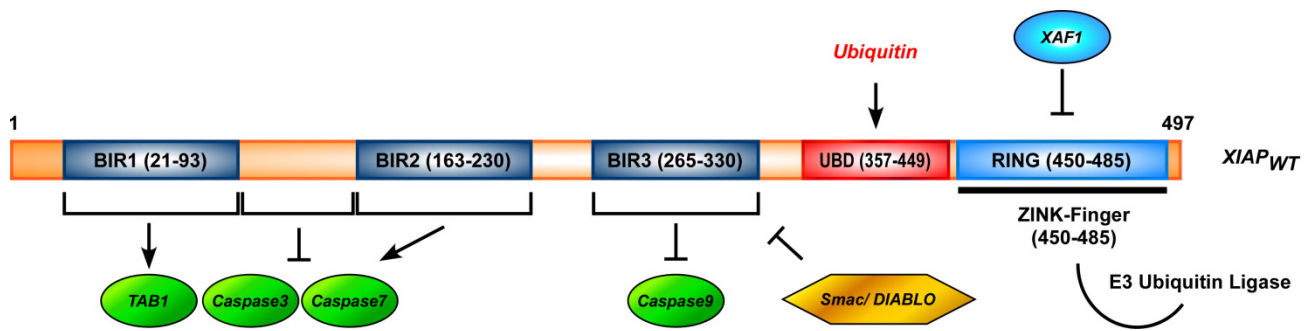 XAF1
Ubiquitin
1
497
BIR1 (21-93)
BIR2 (163-230)
BIR3 (265-330)
UBD (357-449)
RING (450-485)
XIAPWT
ZINK-Finger
(450-485)
TAB1
Caspase3
Caspase7
Caspase9
Smac/ DIABLO
E3 Ubiquitin Ligase